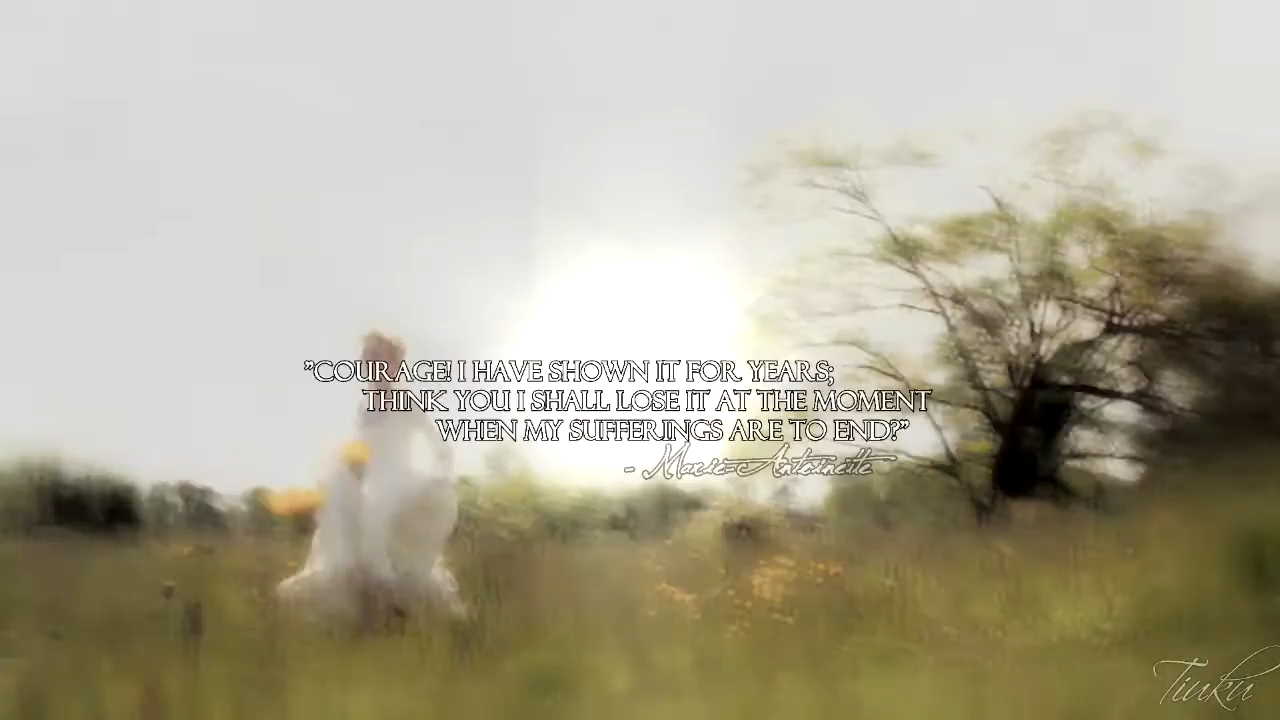 "COURAGE! I HAVE SHOWN IT FOR YEARS;
THINK YOU I SHALL LOSE IT AT THE MOMENT
WHEN MY SUFFERINGS ARE TO END?"
- Marie-Antoinette
Tinku